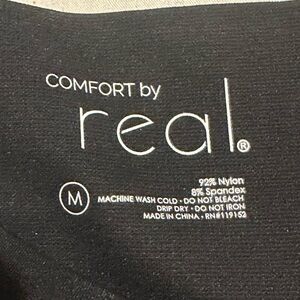 COMFORT by
real®
92% Nylon
8% Spandex
M
MACHINE WASH COLD • DO NOT BLEACH
DRIP DRY • DO NOT IRON
MADE IN CHINA • RN#119152